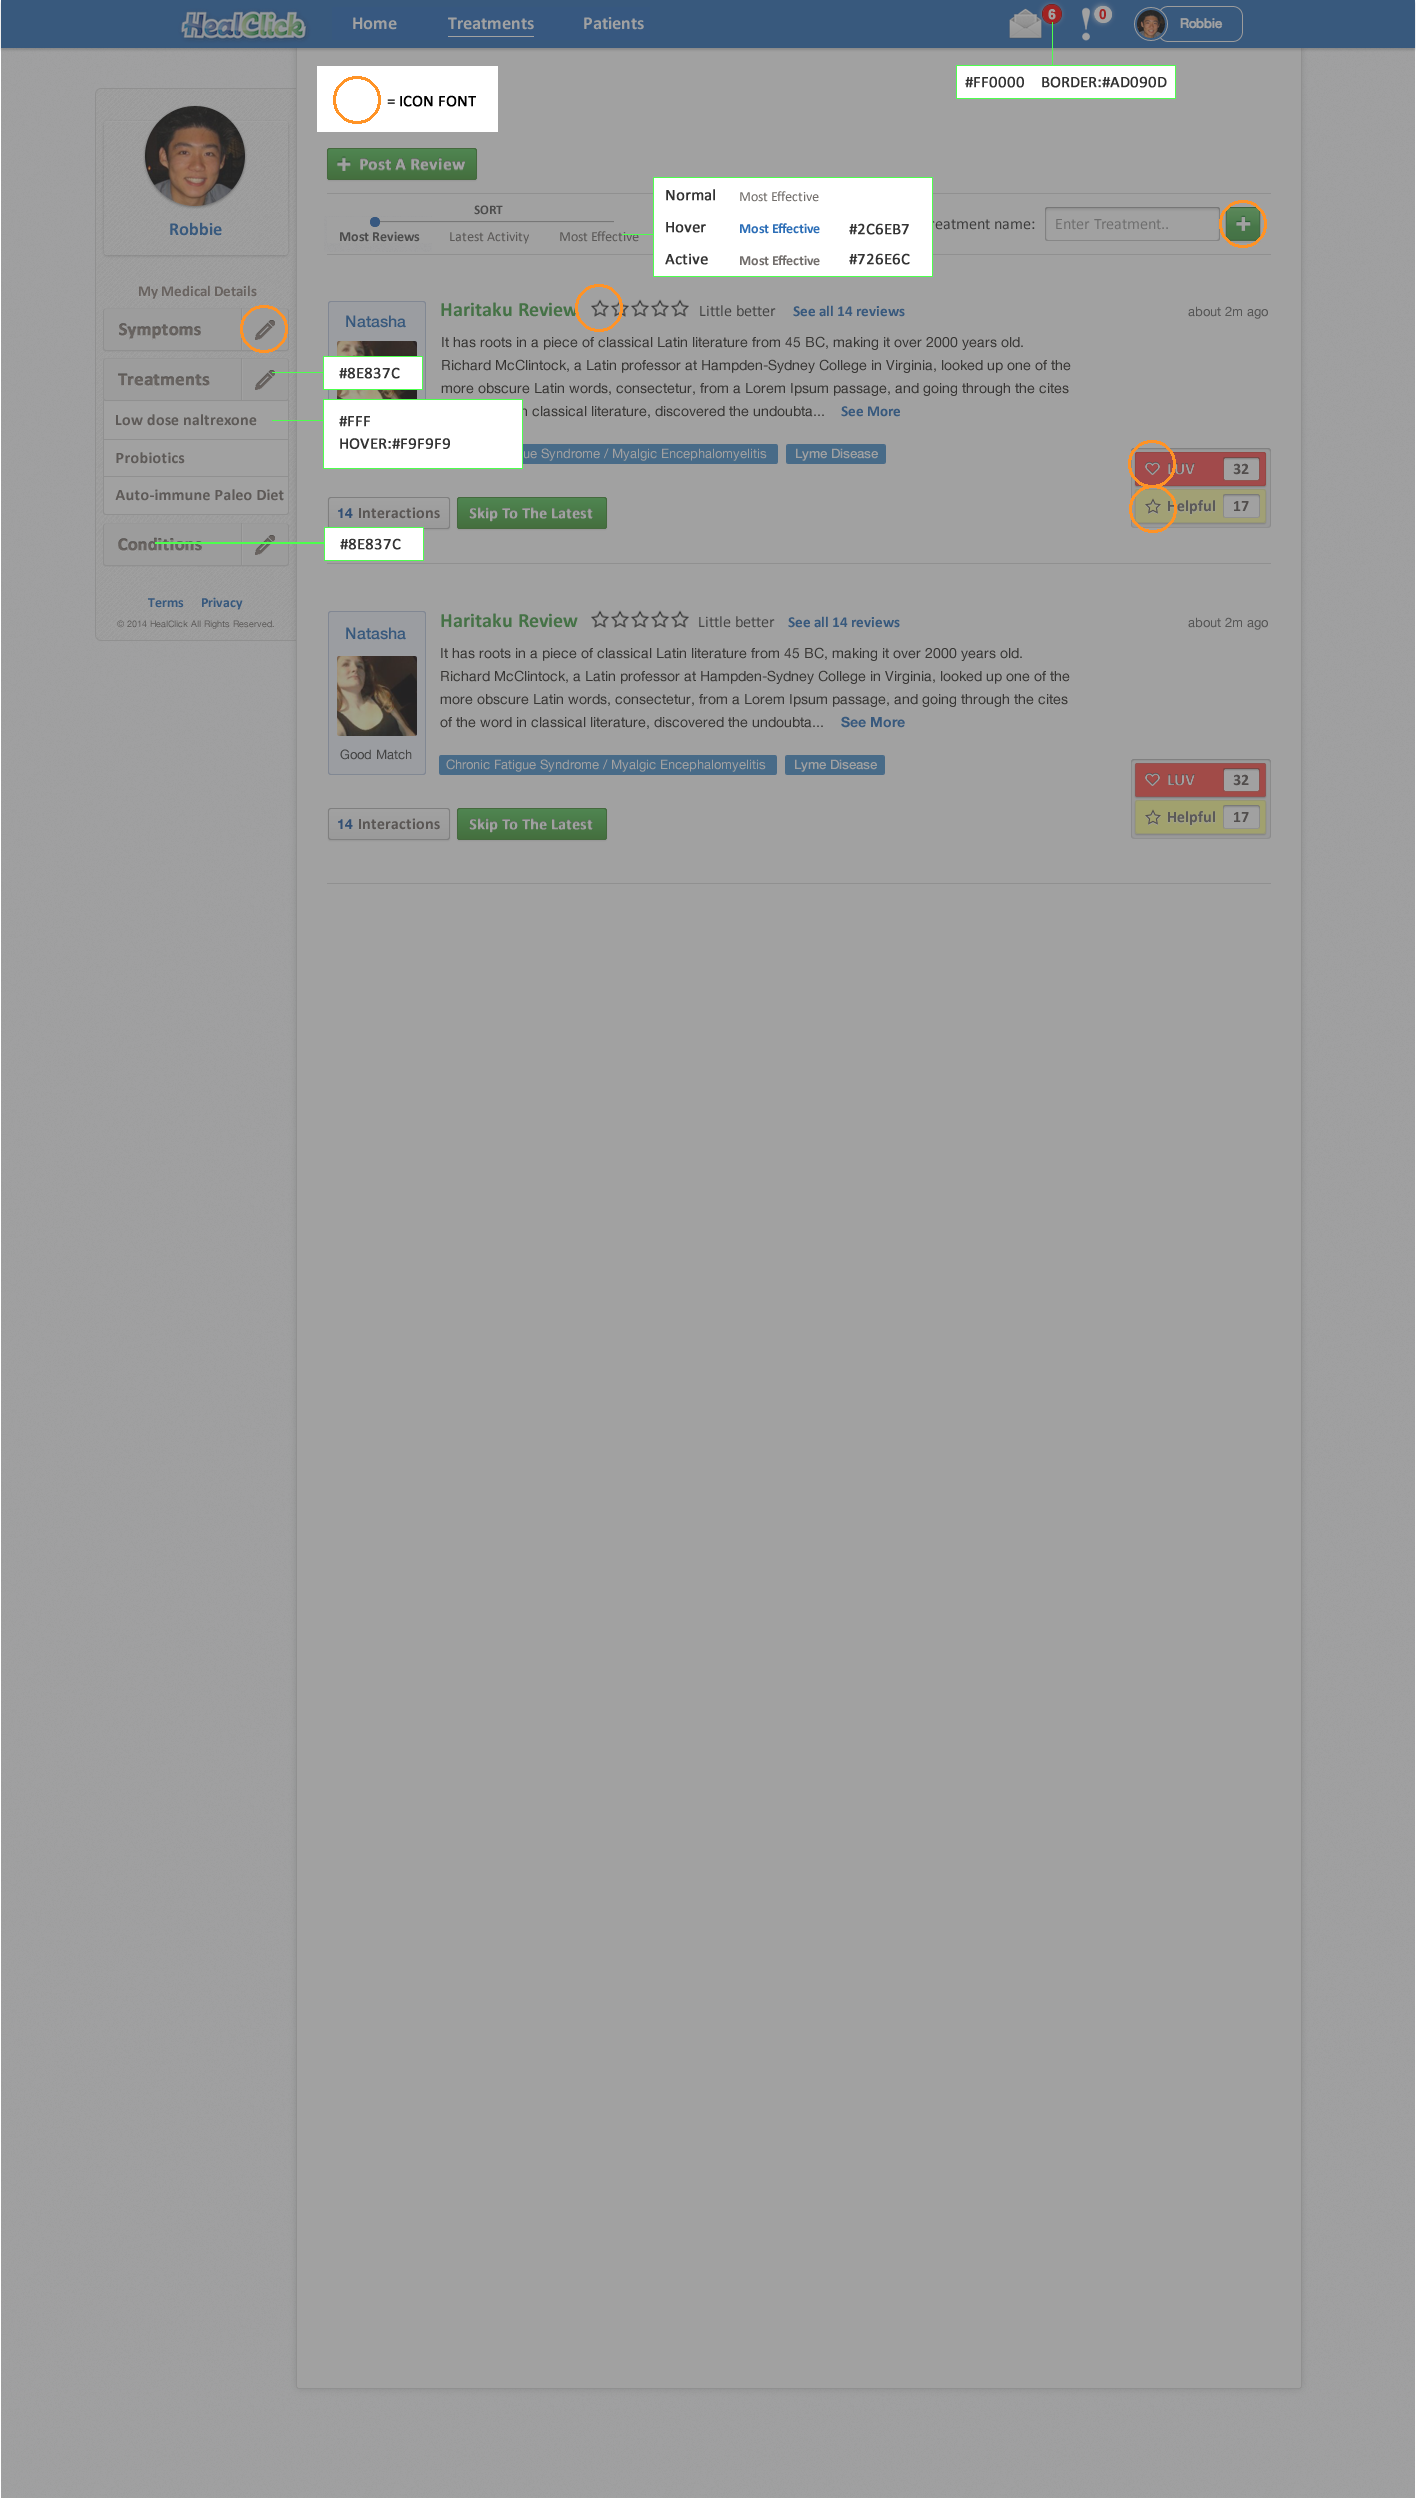 HealClick Home Treatments Patients 6 0 Robbie
#FF0000 BORDER:#AD090D
= ICON FONT
+ Post A Review
Robbie
SORT
Most Reviews Latest Activity Most Effective
Normal Most Effective
Hover Most Effective #2C6EB7
Active Most Effective #726E6C
reatment name: Enter Treatment.. +
My Medical Details
Symptoms
Treatments
#8E837C
Low dose naltrexone
#FFF
HOVER:#F9F9F9
Probiotics
Auto-immune Paleo Diet
Conditions
#8E837C
Terms Privacy
© 2014 HealClick All Rights Reserved.
Natasha
Haritaku Review Little better See all 14 reviews about 2m ago
It has roots in a piece of classical Latin literature from 45 BC, making it over 2000 years old.
Richard McClintock, a Latin professor at Hampden-Sydney College in Virginia, looked up one of the
more obscure Latin words, consectetur, from a Lorem Ipsum passage, and going through the cites
in classical literature, discovered the undoubta... See More
ue Syndrome / Myalgic Encephalomyelitis Lyme Disease
LUV 32
Helpful 17
14 Interactions Skip To The Latest
Natasha
Good Match
Haritaku Review Little better See all 14 reviews about 2m ago
It has roots in a piece of classical Latin literature from 45 BC, making it over 2000 years old.
Richard McClintock, a Latin professor at Hampden-Sydney College in Virginia, looked up one of the
more obscure Latin words, consectetur, from a Lorem Ipsum passage, and going through the cites
of the word in classical literature, discovered the undoubta... See More
Chronic Fatigue Syndrome / Myalgic Encephalomyelitis Lyme Disease
LUV 32
Helpful 17
14 Interactions Skip To The Latest